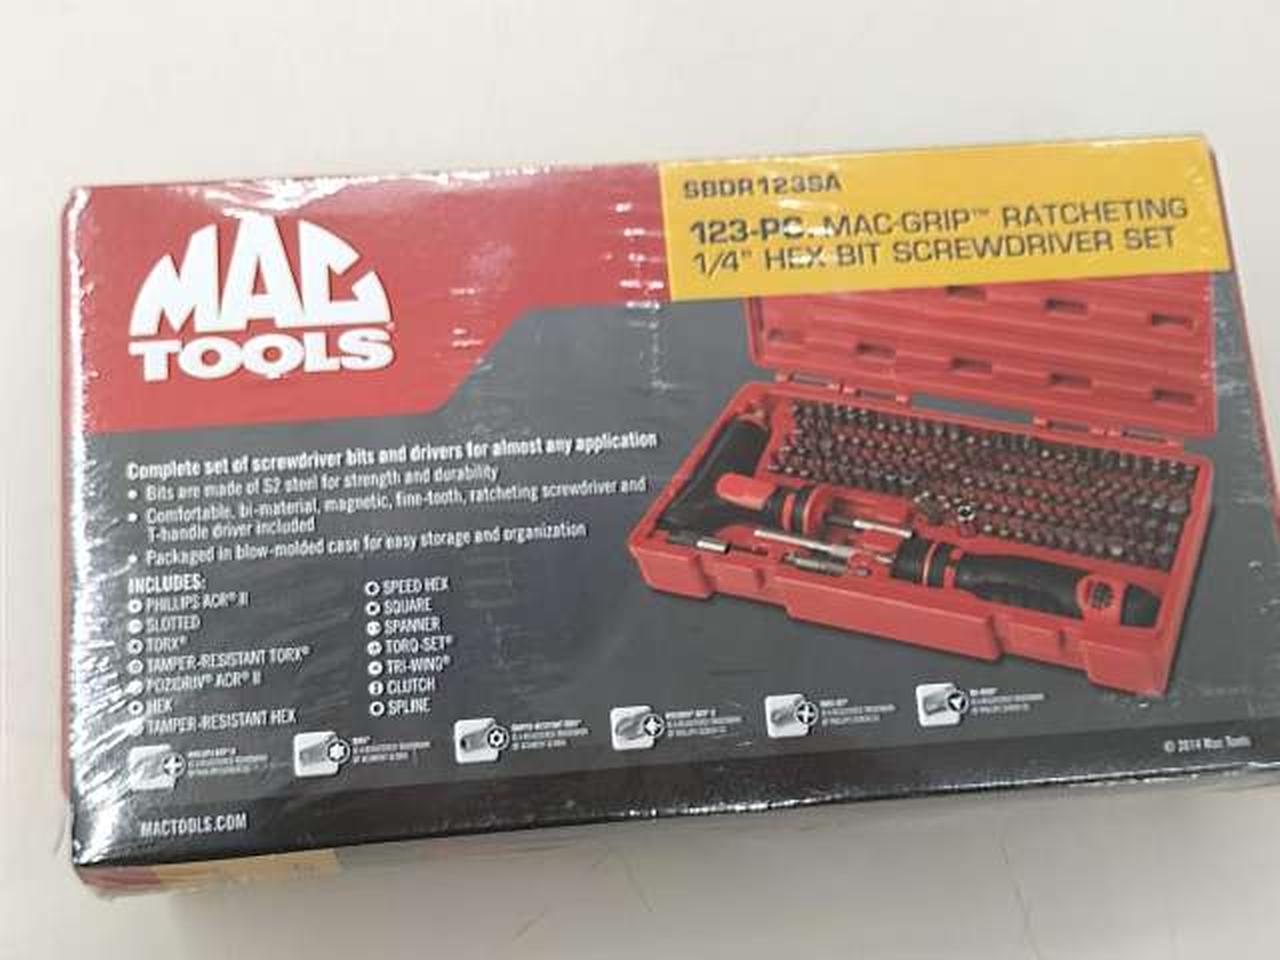 MAC
TOOLS
SBDR123SA
123-PC. MAC-GRIP™ RATCHETING
1/4" HEX BIT SCREWDRIVER SET
Complete set of screwdriver bits and drivers for almost any application
• Bits are made of S2 steel for strength and durability
• Comfortable, bi-material, magnetic, fine-tooth, ratcheting screwdriver and
T-handle driver included
• Packaged in blow-molded case for easy storage and organization
INCLUDES:
PHILLIPS ACR® II
SLOTTED
TORX®
TAMPER-RESISTANT TORX®
POZIDRIV® ACR® II
HEX
TAMPER-RESISTANT HEX
SPEED HEX
SQUARE
SPANNER
TORQ-SET®
TRI-WING®
CLUTCH
SPLINE
© 2014 Mac Tools
MACTOOLS.COM